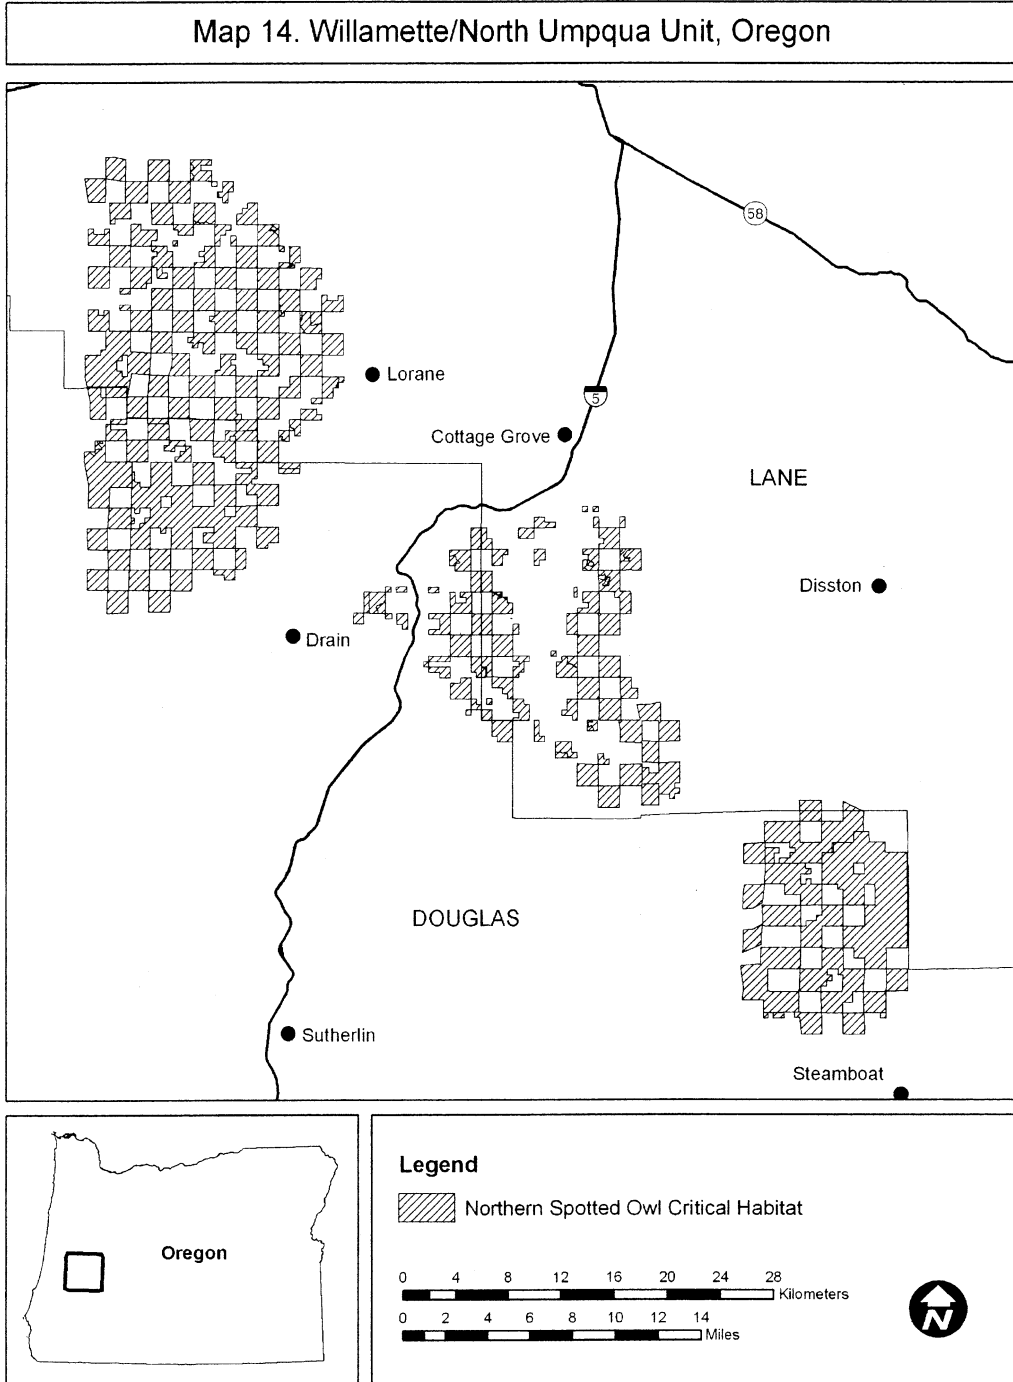 Map 14. Willamette/North Umpqua Unit, Oregon
58
Lorane
5
Cottage Grove
LANE
Disston
Drain
DOUGLAS
Sutherlin
Steamboat
Oregon
Legend
Northern Spotted Owl Critical Habitat
0 4 8 12 16 20 24 28
Kilometers
0 2 4 6 8 10 12 14
Miles
N